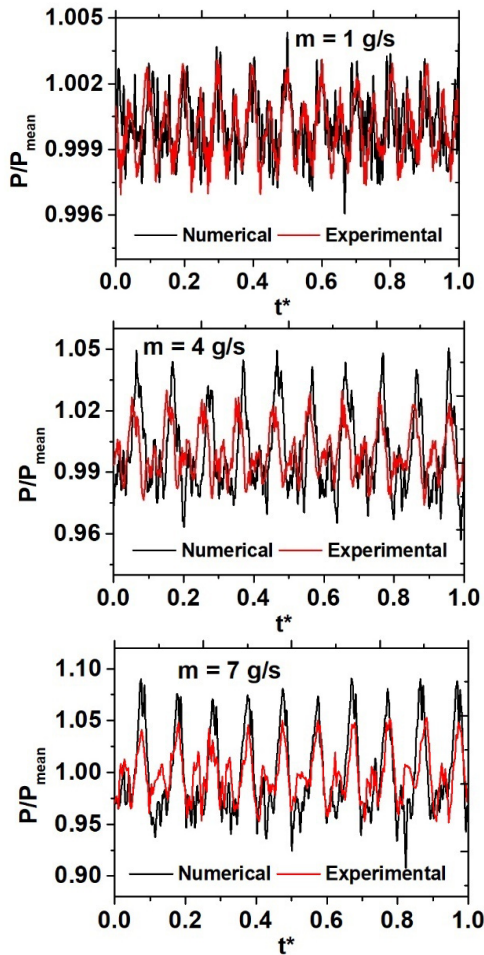 m = 1 g/s
P/Pmean
1.005
1.002
0.999
0.996
Numerical Experimental
0.0 0.2 0.4 0.6 0.8 1.0
t*
m = 4 g/s
P/Pmean
1.05
1.02
0.99
0.96
Numerical Experimental
0.0 0.2 0.4 0.6 0.8 1.0
t*
m = 7 g/s
P/Pmean
1.10
1.05
1.00
0.95
0.90
Numerical Experimental
0.0 0.2 0.4 0.6 0.8 1.0
t*